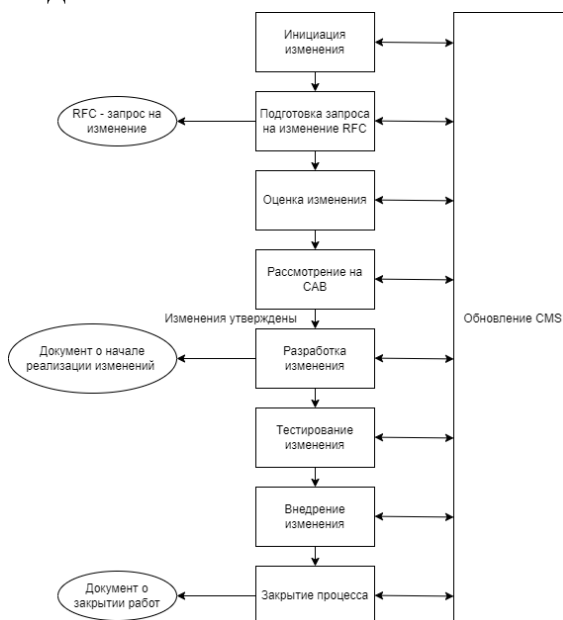 Инициация
изменения
RFC - запрос на
изменение
Подготовка запроса
на изменение RFC
Оценка изменения
Рассмотрение на
CAB
Изменения утверждены
Обновление CMS
Документ о начале
реализации изменений
Разработка
изменения
Тестирование
изменения
Внедрение
изменения
Документ о
закрытии работ
Закрытие процесса